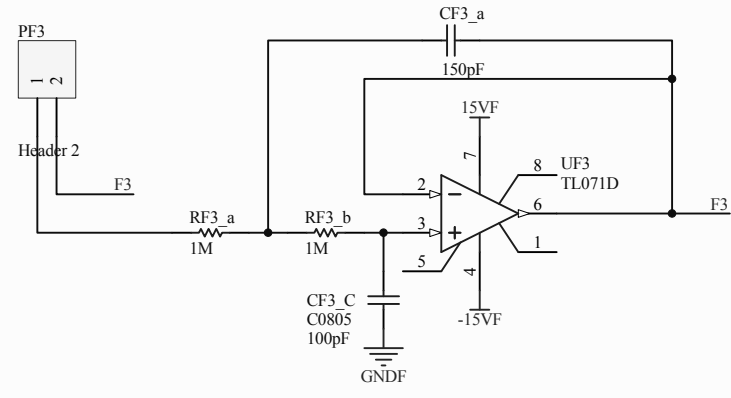 CF3_a
PF3
1
2
150pF
15VF
Header 2
7
8
UF3
TL071D
F3
2
6
F3
RF3_a
RF3_b
3
1M
1M
1
5
4
CF3_C
C0805
100pF
-15VF
GNDF